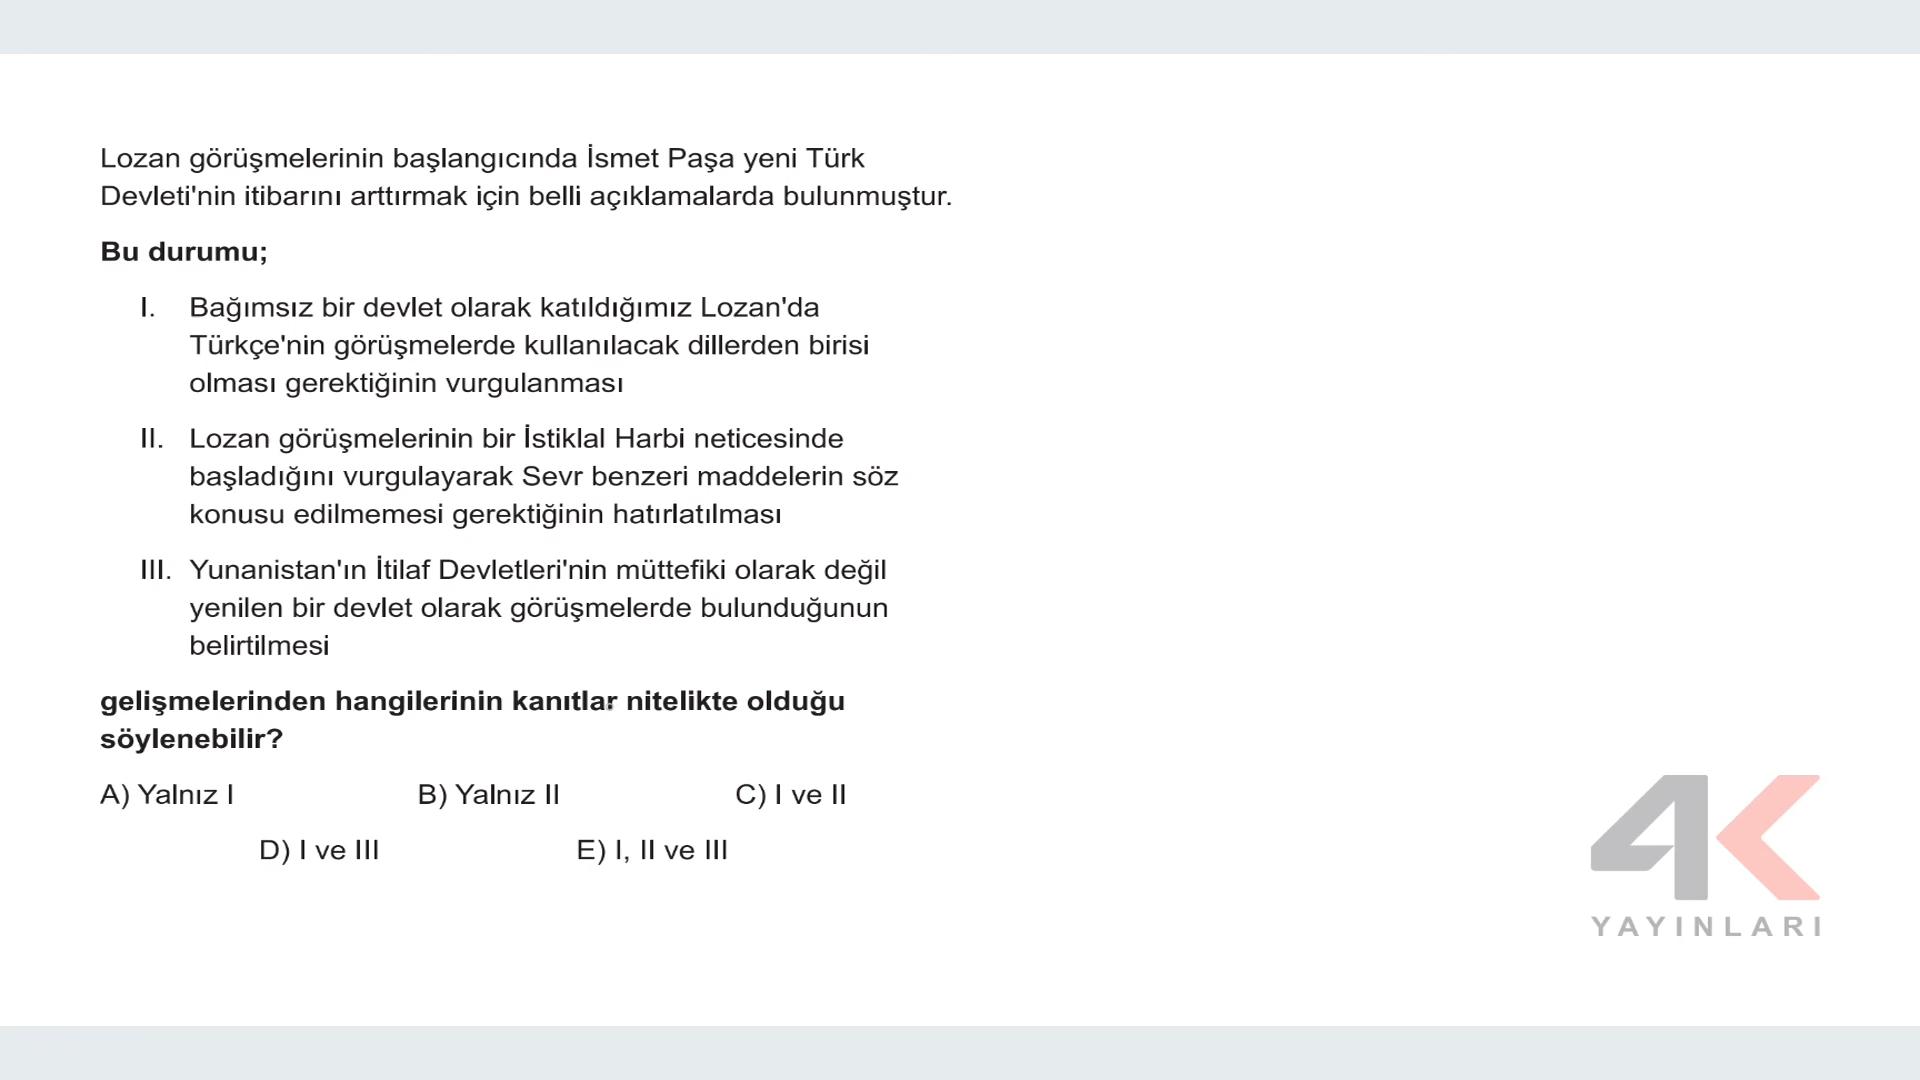 Lozan görüşmelerinin başlangıcında İsmet Paşa yeni Türk
Devleti'nin itibarını arttırmak için belli açıklamalarda bulunmuştur.
Bu durumu;
I. Bağımsız bir devlet olarak katıldığımız Lozan'da
Türkçe'nin görüşmelerde kullanılacak dillerden birisi
olması gerektiğinin vurgulanması
II. Lozan görüşmelerinin bir İstiklal Harbi neticesinde
başladığını vurgulayarak Sevr benzeri maddelerin söz
konusu edilmemesi gerektiğinin hatırlatılması
III. Yunanistan'ın İtilaf Devletleri'nin müttefiki olarak değil
yenilen bir devlet olarak görüşmelerde bulunduğunun
belirtilmesi
gelişmelerinden hangilerinin kanıtlar nitelikte olduğu
söylenebilir?
A) Yalnız I B) Yalnız II C) I ve II
D) I ve III E) I, II ve III
4K
YAYINLARI